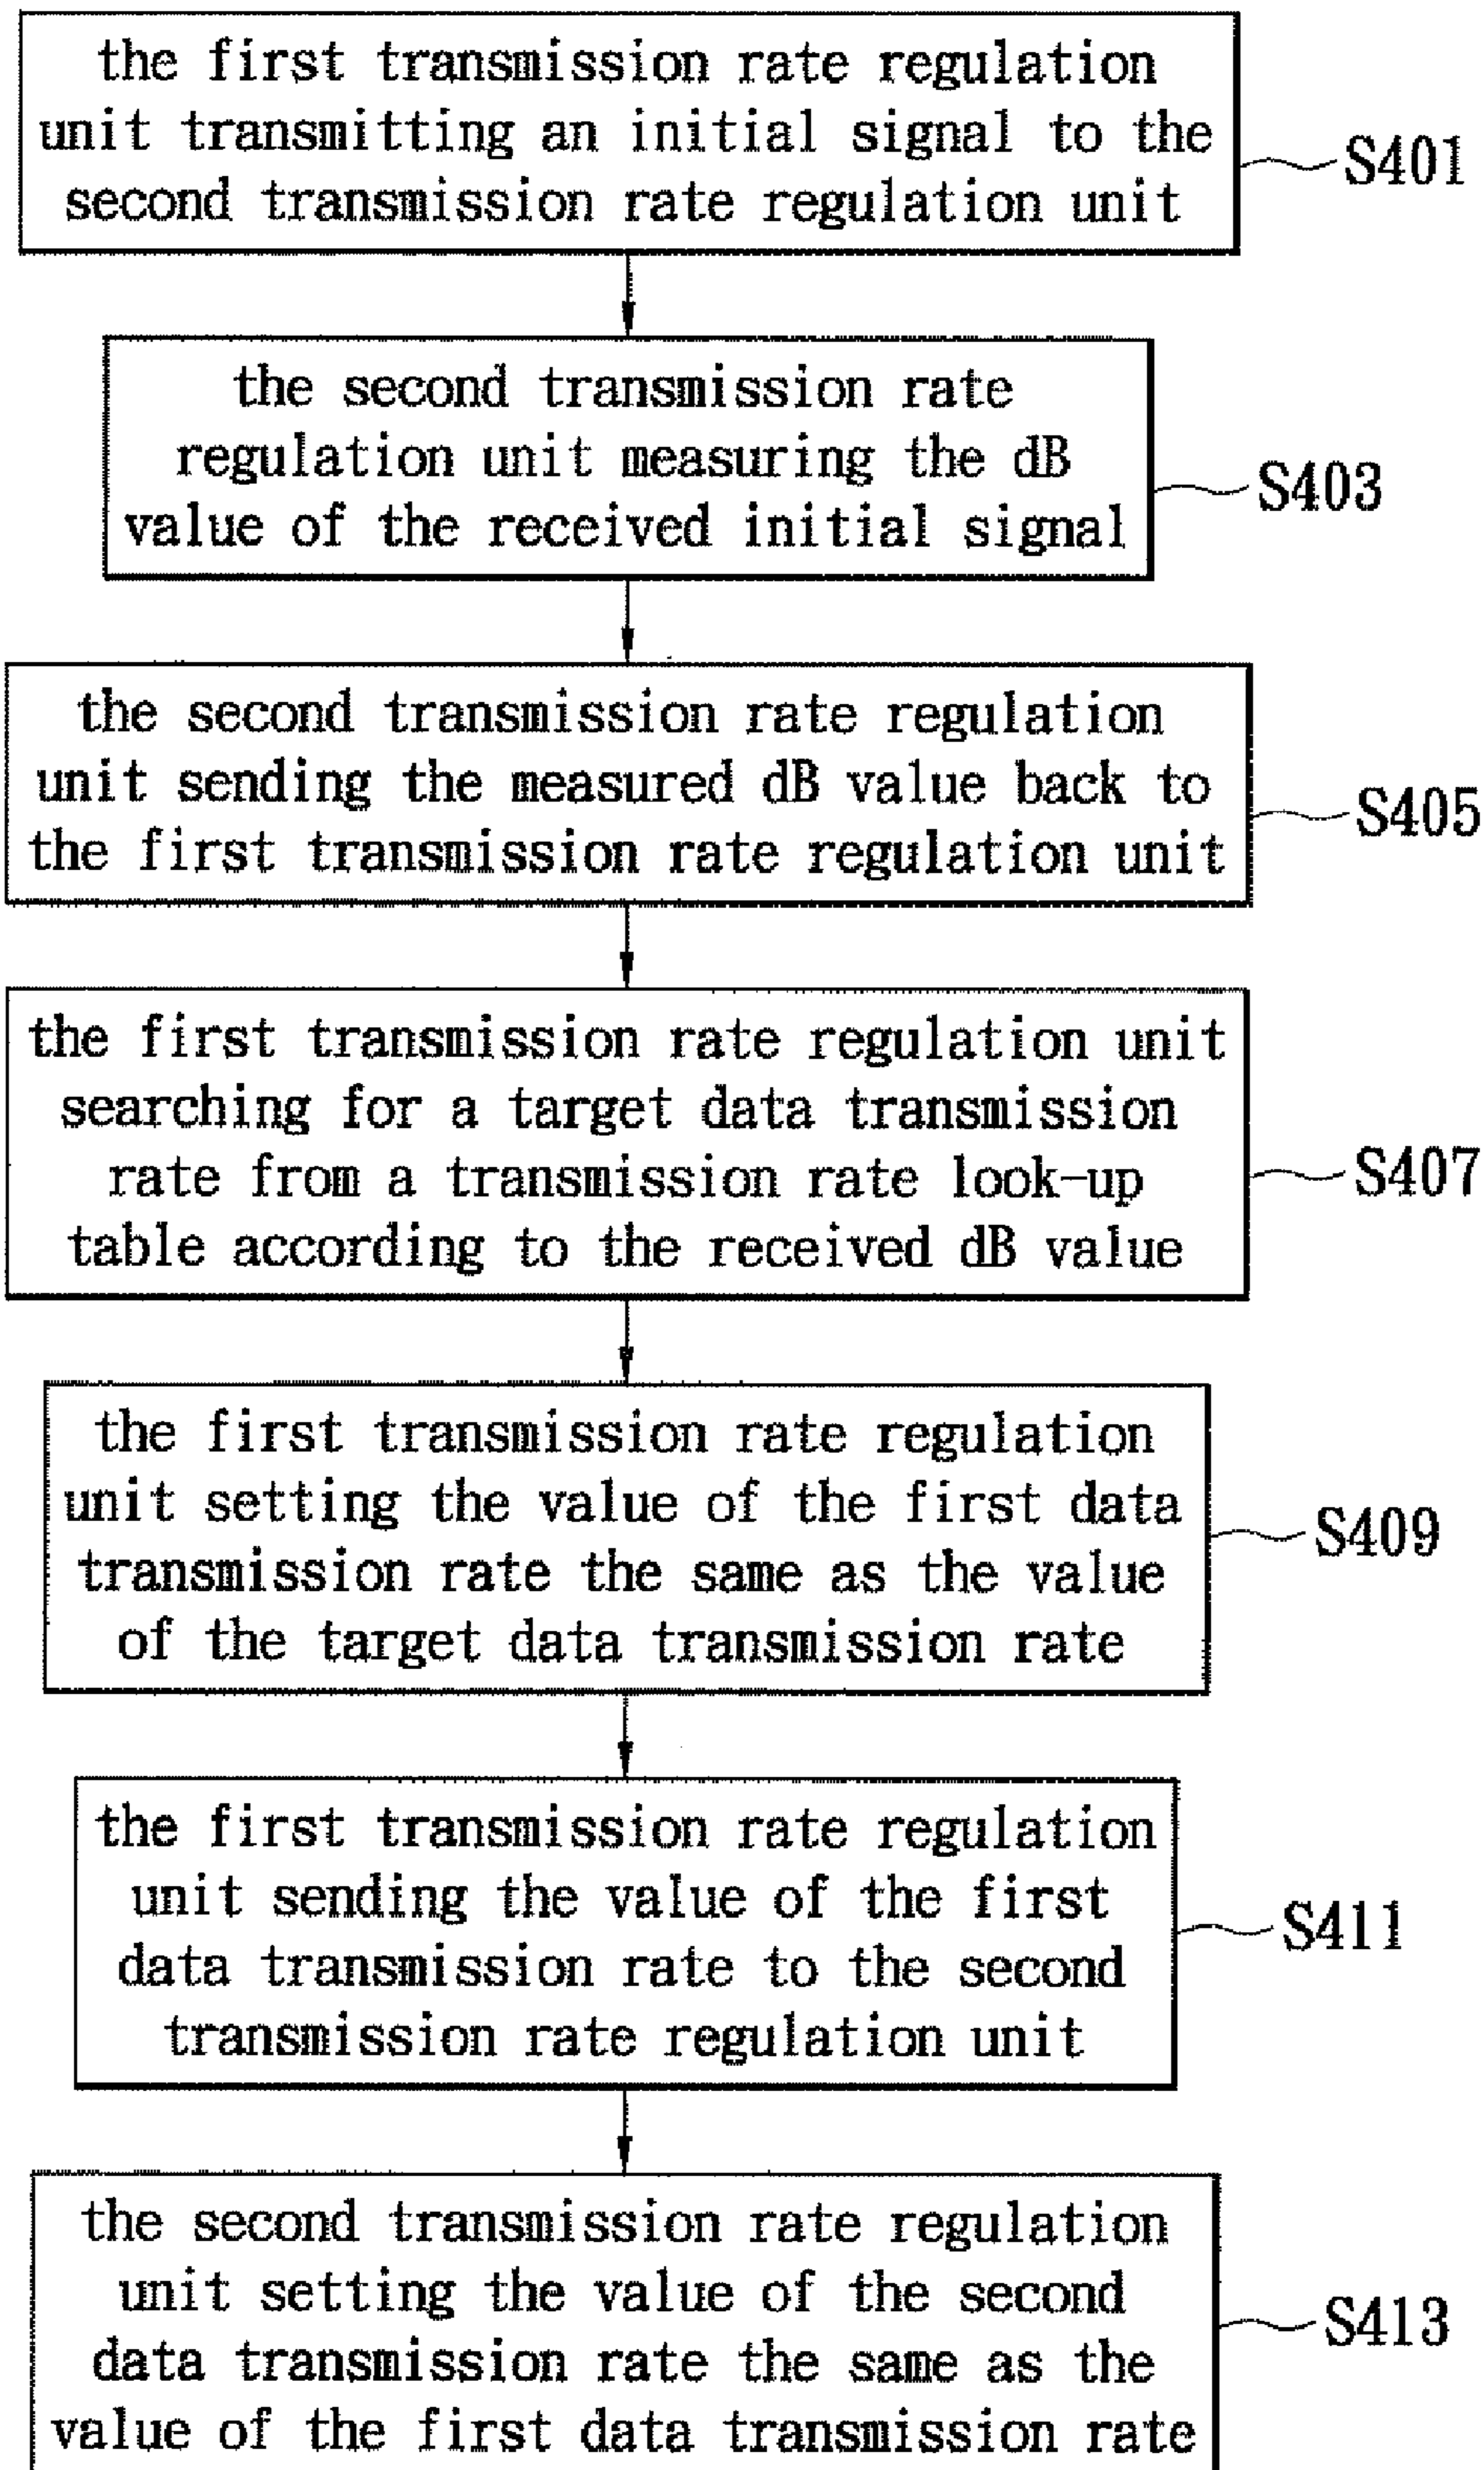 the first transmission rate regulation
unit transmitting an initial signal to the
second transmission rate regulation unit
S401
the second transmission rate
regulation unit measuring the dB
value of the received initial signal
S403
the second transmission rate regulation
unit sending the measured dB value back to
the first transmission rate regulation unit
S405
the first transmission rate regulation unit
searching for a target data transmission
rate from a transmission rate look-up
table according to the received dB value
S407
the first transmission rate regulation
unit setting the value of the first data
transmission rate the same as the value
of the target data transmission rate
S409
the first transmission rate regulation
unit sending the value of the first
data transmission rate to the second
transmission rate regulation unit
S411
the second transmission rate regulation
unit setting the value of the second
data transmission rate the same as the
value of the first data transmission rate
S413